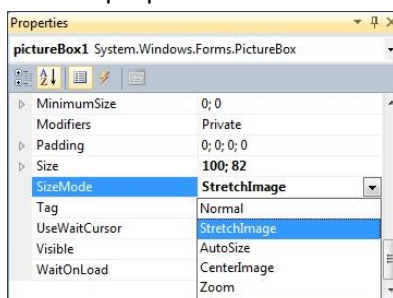 Properties
pictureBox1 System.Windows.Forms.PictureBox
MinimumSize 0; 0
Modifiers Private
Padding 0; 0; 0; 0
Size 100; 82
SizeMode StretchImage
Tag Normal
UseWaitCursor StretchImage
Visible AutoSize
WaitOnLoad CenterImage
Zoom